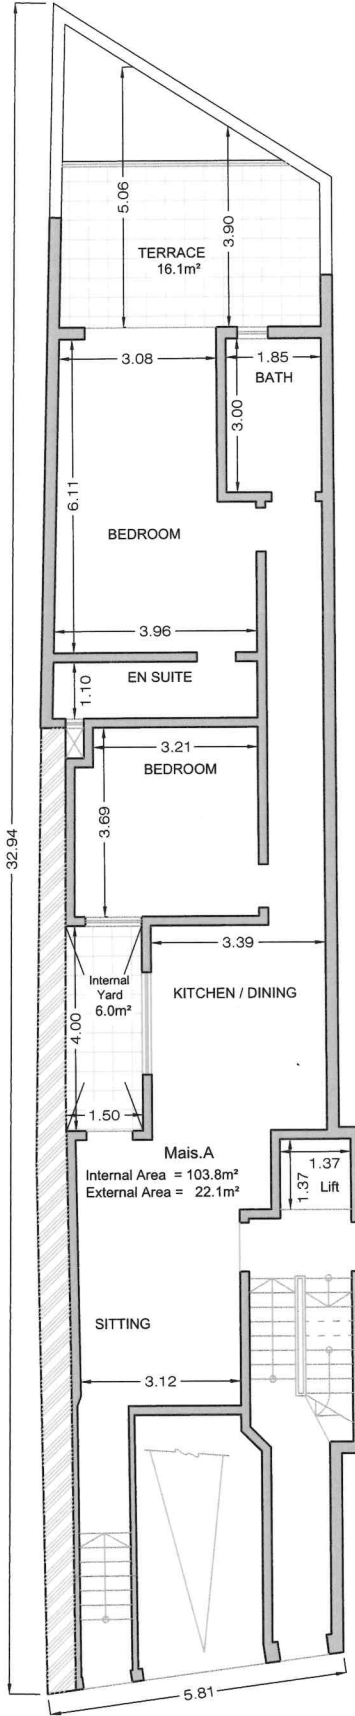 5.06
3.90
TERRACE
16.1m²
3.08
1.85
BATH
3.00
6.11
BEDROOM
3.96
EN SUITE
1.10
3.21
BEDROOM
3.69
32.94
3.39
Internal
Yard
6.0m²
KITCHEN / DINING
4.00
1.50
Mais.A
Internal Area = 103.8m²
External Area = 22.1m²
1.37
1.37
Lift
SITTING
3.12
5.81